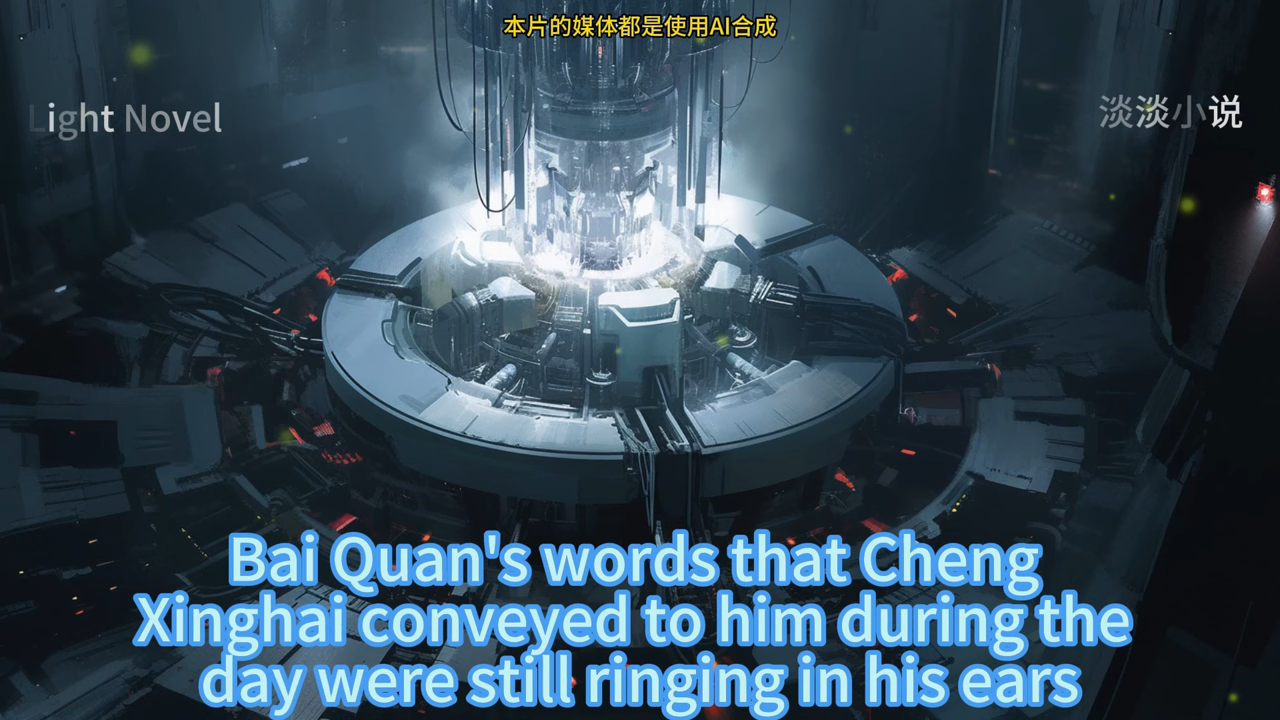 本片的媒体都是使用AI合成
Light Novel
淡淡小说
Bai Quan's words that Cheng
Xinghai conveyed to him during the
day were still ringing in his ears